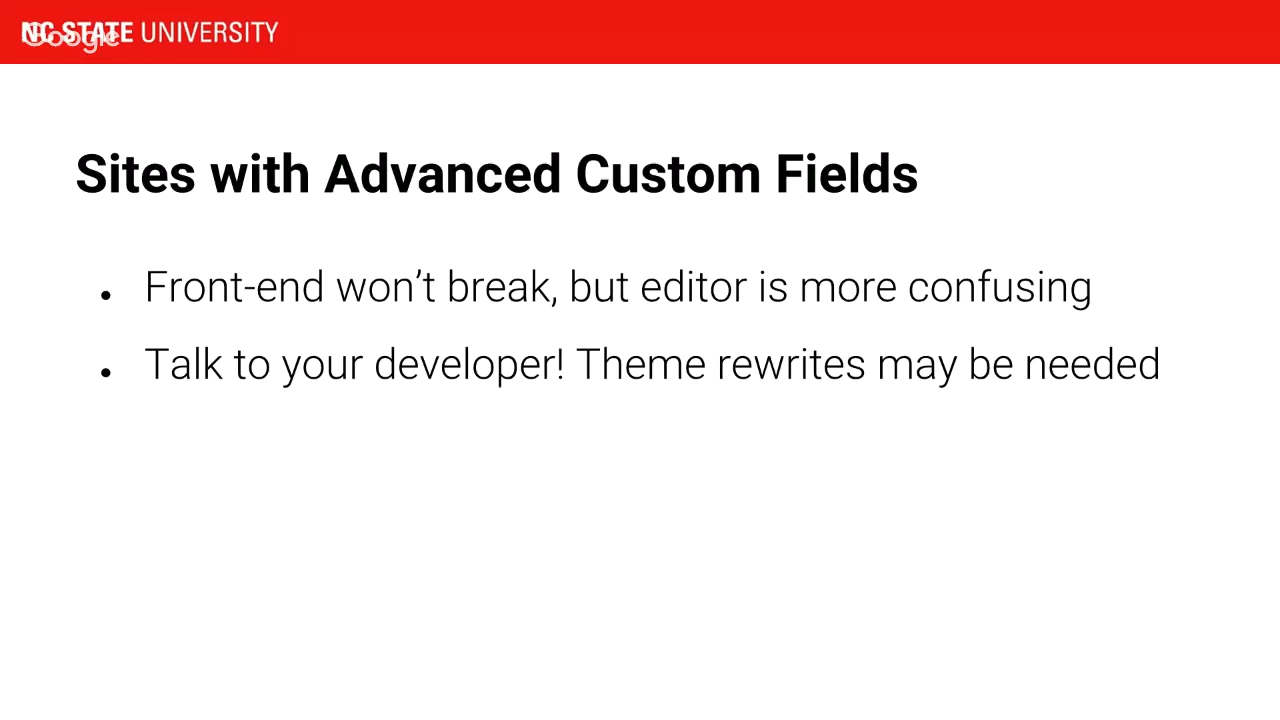 NC STATE UNIVERSITY
Google
Sites with Advanced Custom Fields
• Front-end won’t break, but editor is more confusing
• Talk to your developer! Theme rewrites may be needed